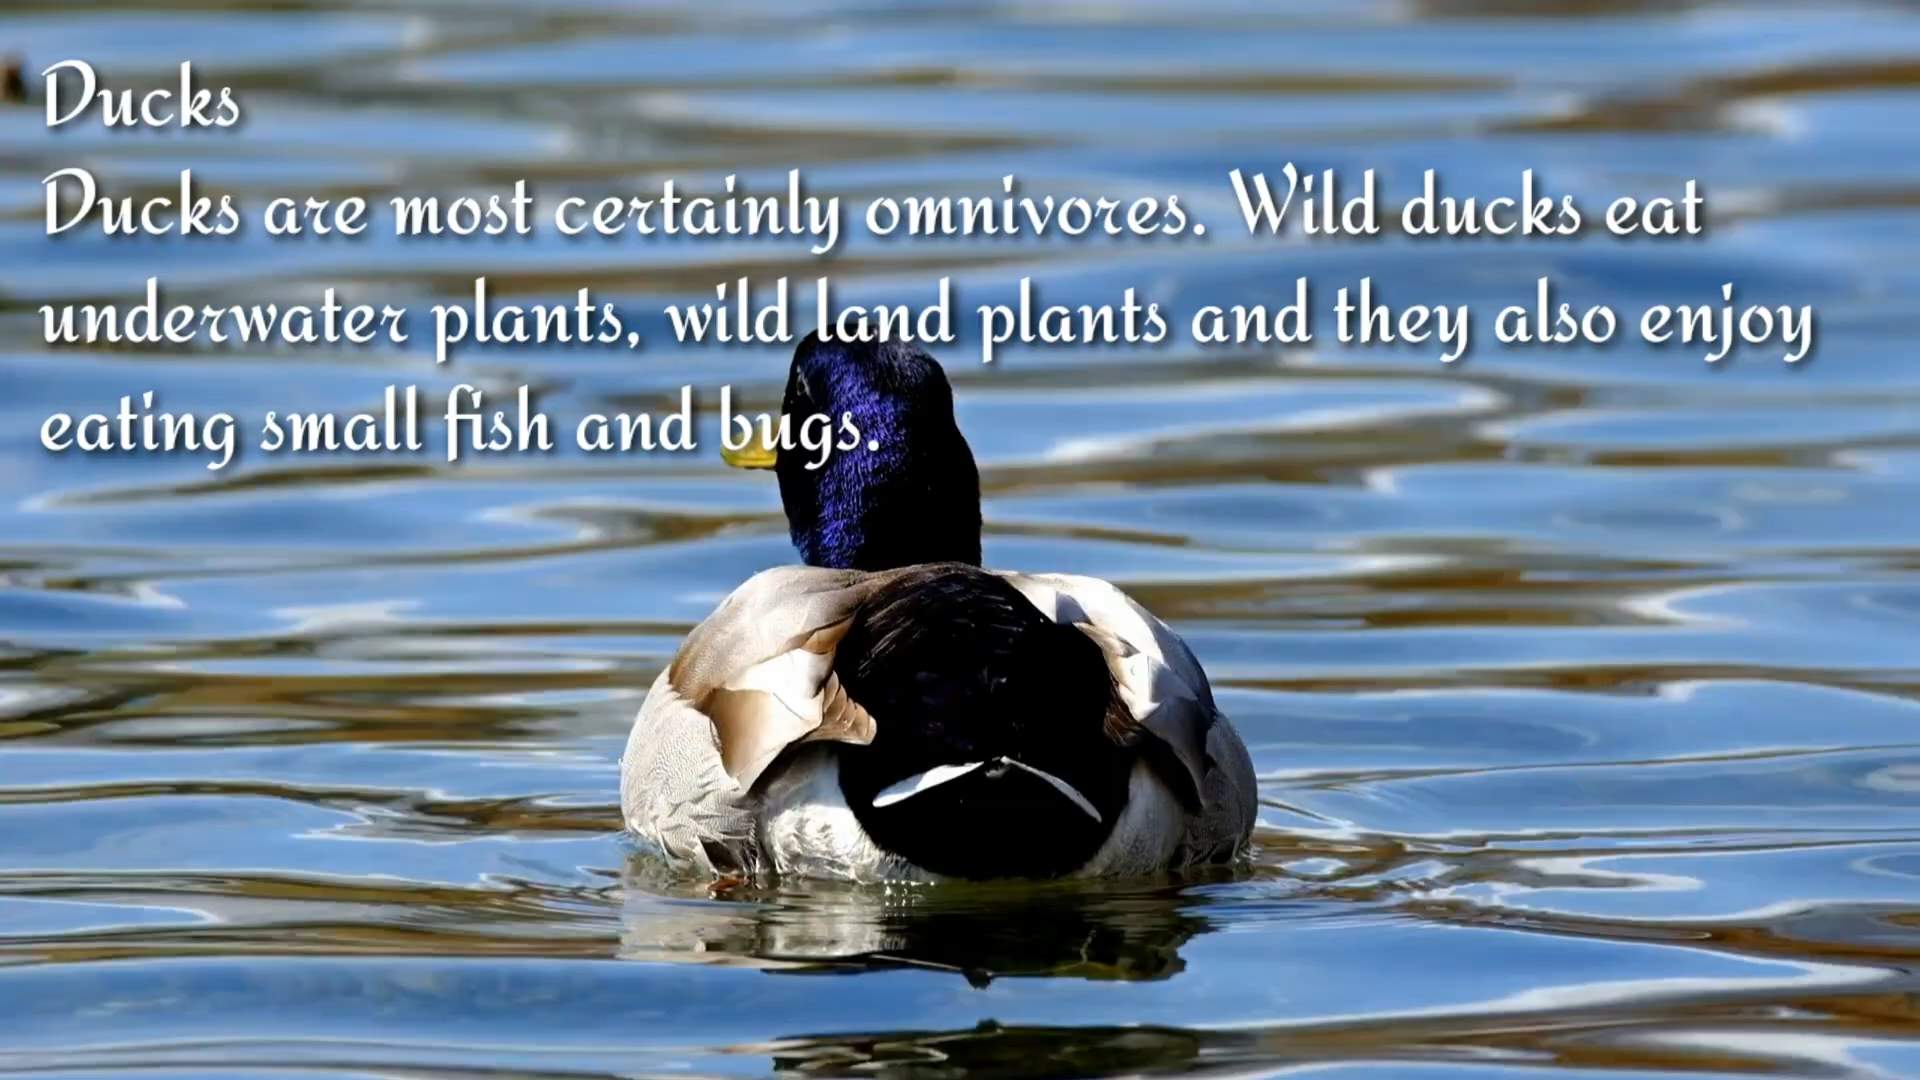 Ducks
Ducks are most certainly omnivores. Wild ducks eat
underwater plants, wild land plants and they also enjoy
eating small fish and bugs.